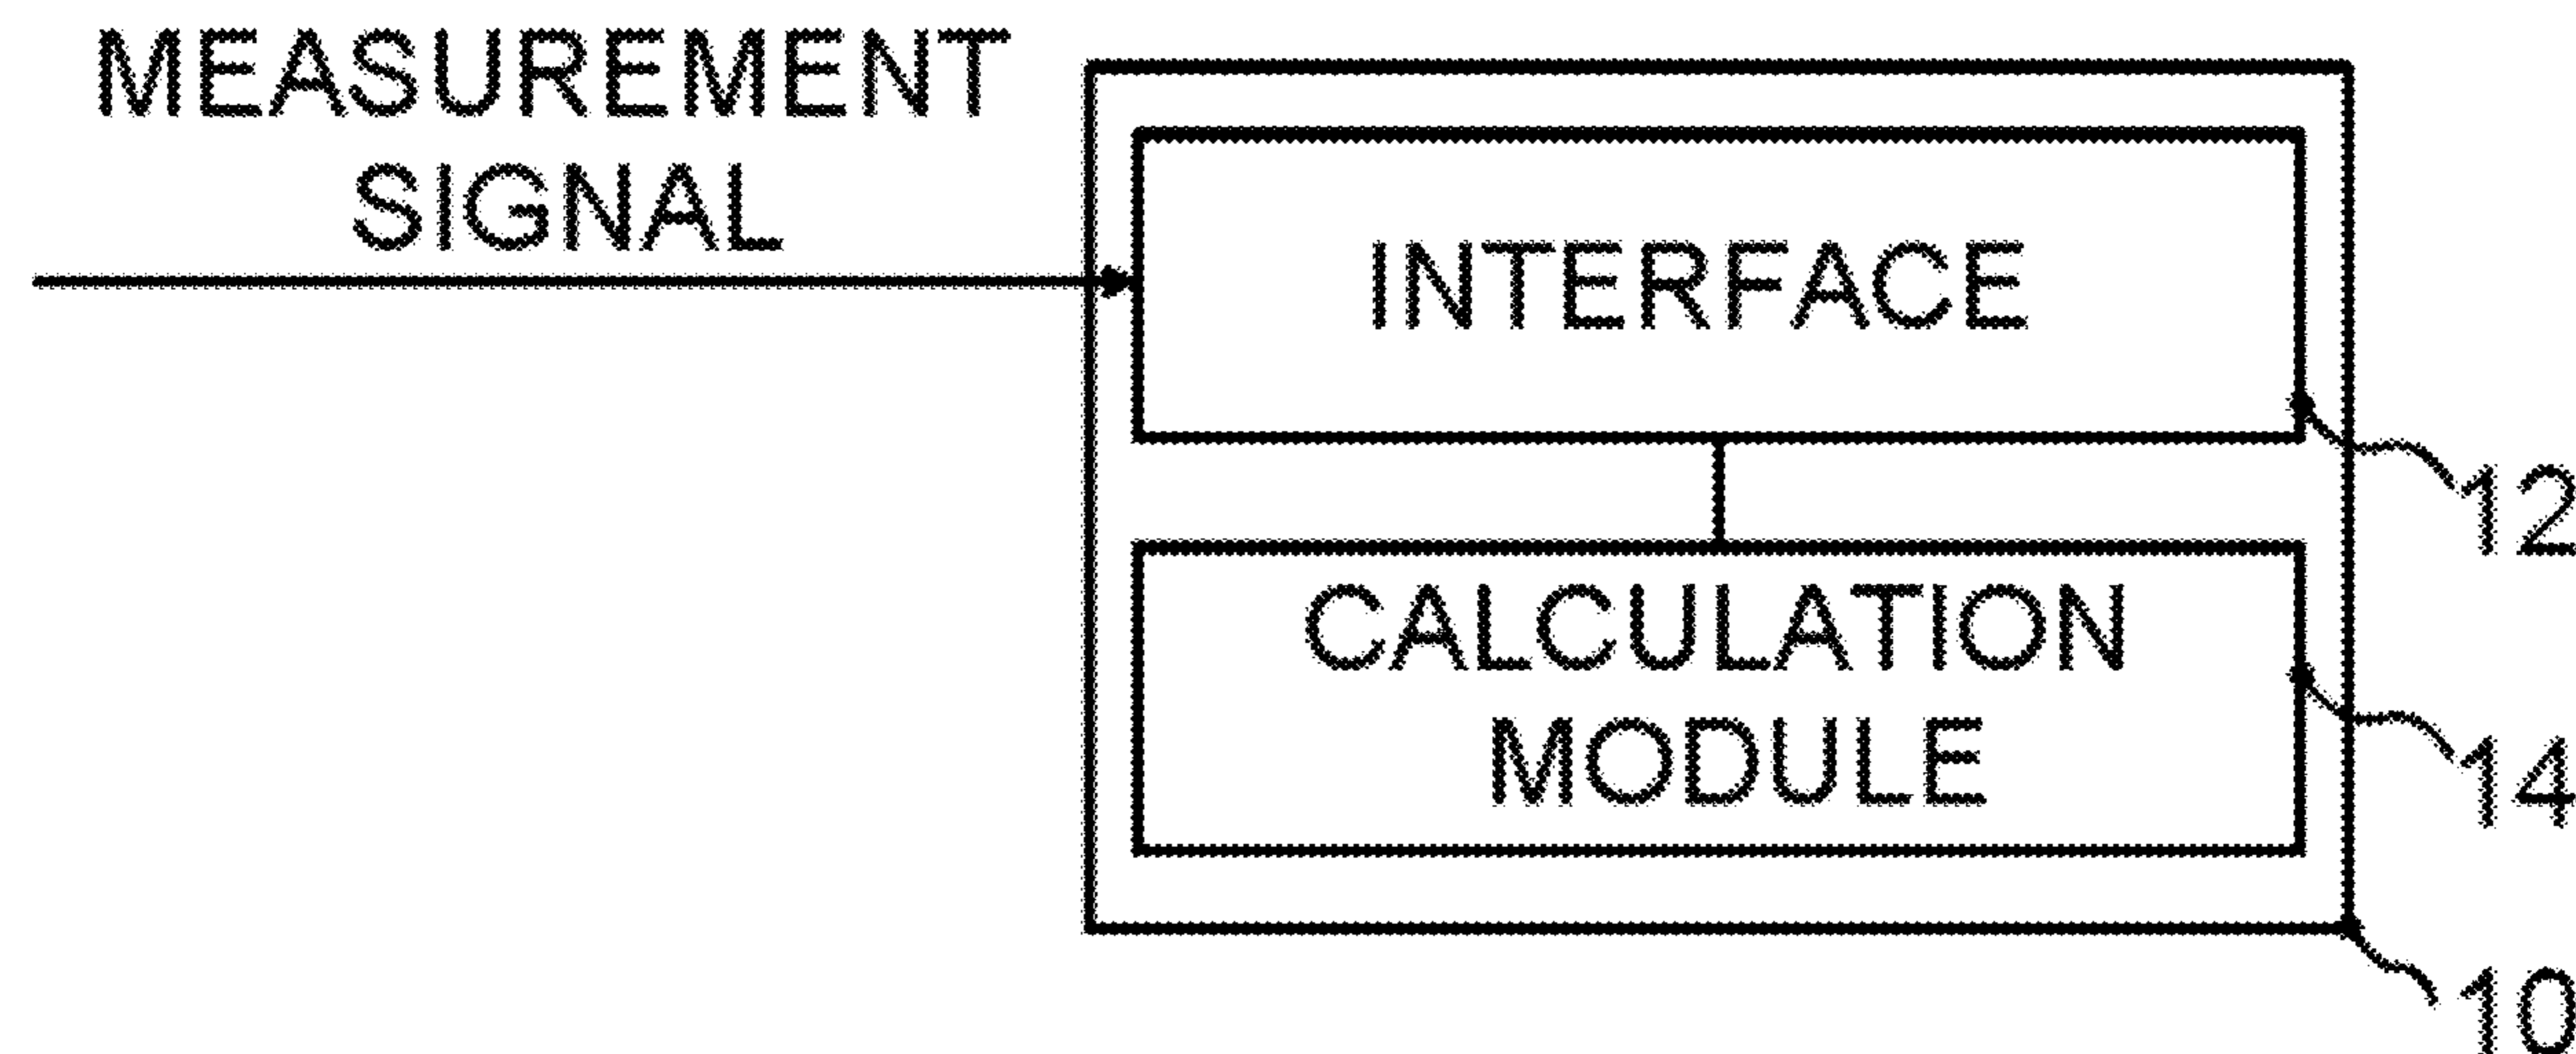 MEASUREMENT
SIGNAL
INTERFACE
12
CALCULATION
MODULE
14
10